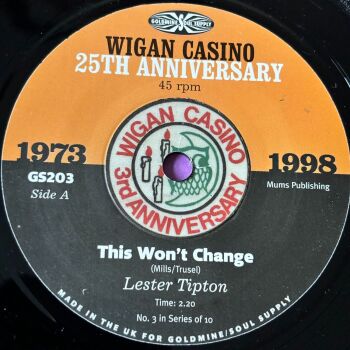 GOLDMINE SOUL SUPPLY
WIGAN CASINO
25TH ANNIVERSARY
45 rpm
1973
1998
GS203
Side A
Mums Publishing
WIGAN CASINO
3rd ANNIVERSARY
This Won't Change
(Mills/Trusel)
Lester Tipton
Time: 2.20
No. 3 in Series of 10
MADE IN THE UK FOR GOLDMINE/SOUL SUPPLY